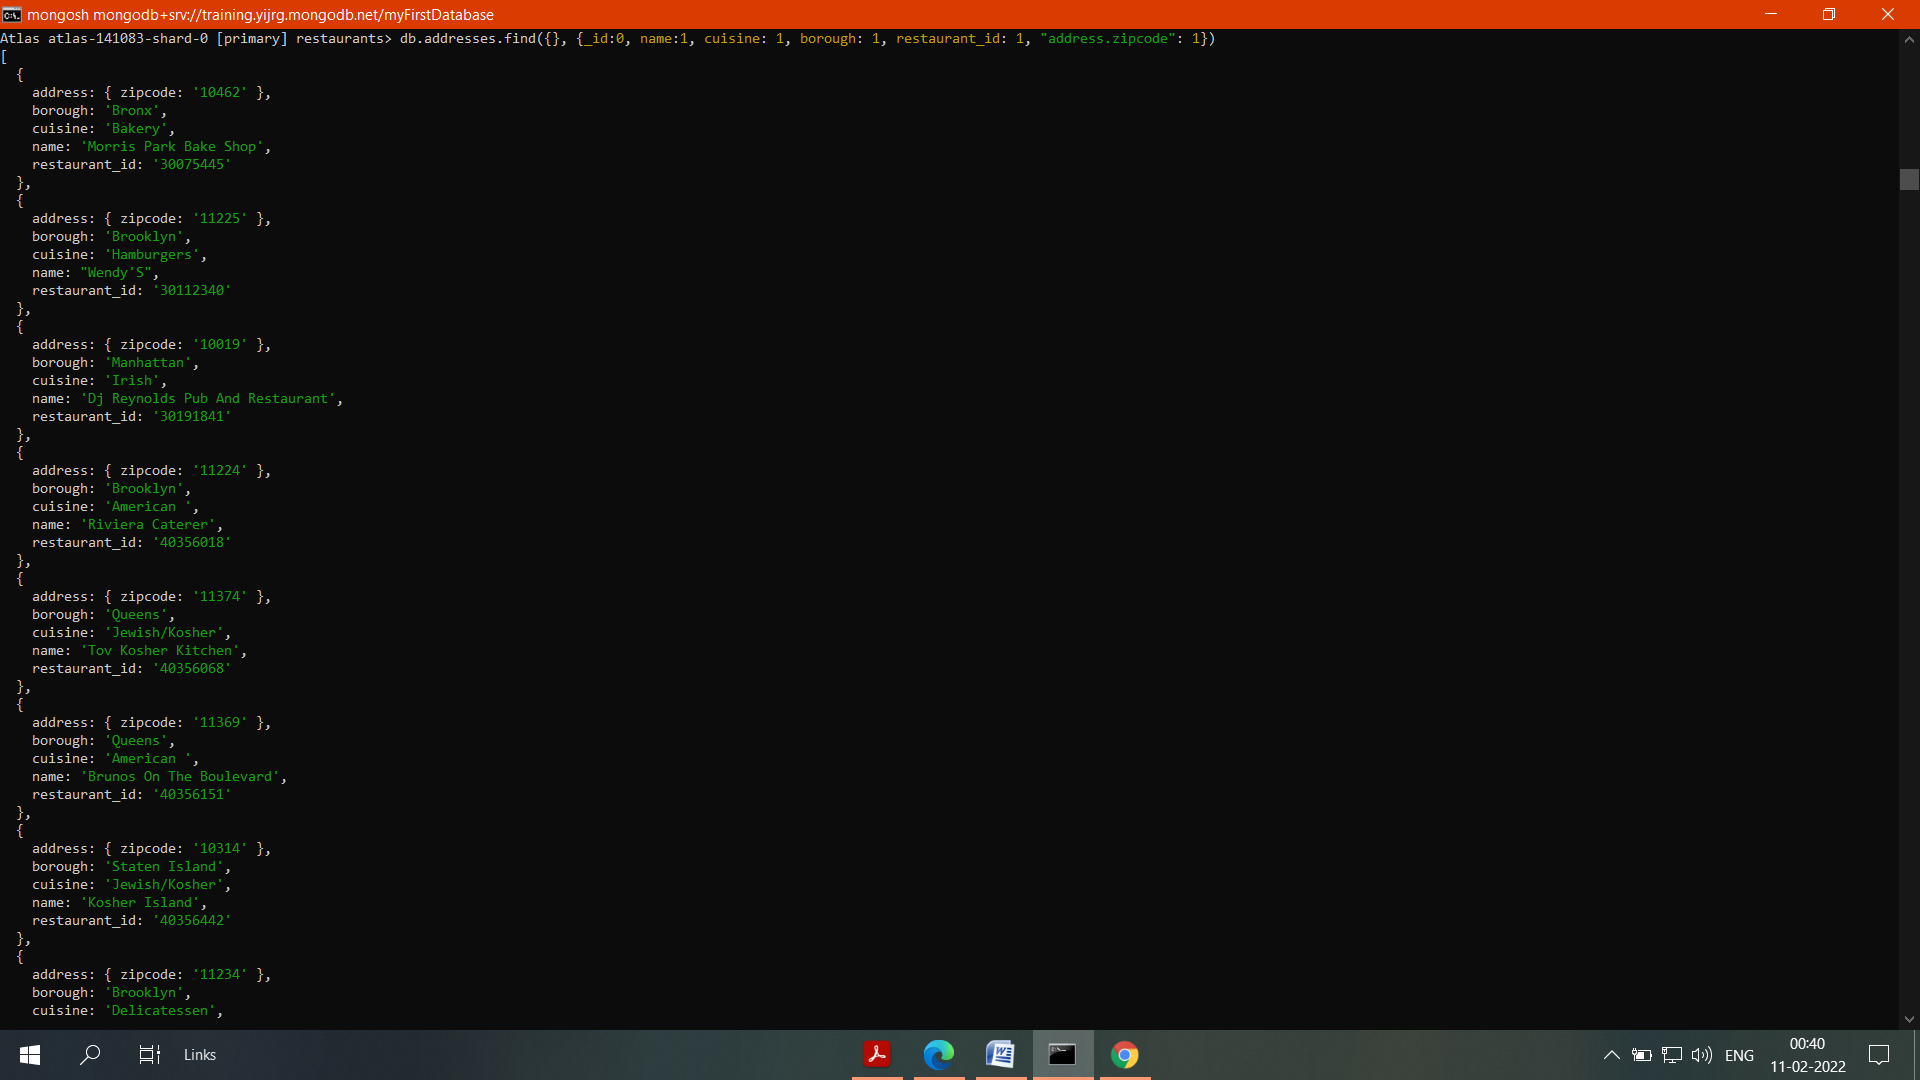 mongosh mongodb+srv://training.yijrg.mongodb.net/myFirstDatabase
Atlas atlas-141083-shard-0 [primary] restaurants> db.addresses.find({}, {_id:0, name:1, cuisine: 1, borough: 1, restaurant_id: 1, "address.zipcode": 1})
[
  {
    address: { zipcode: '10462' },
    borough: 'Bronx',
    cuisine: 'Bakery',
    name: 'Morris Park Bake Shop',
    restaurant_id: '30075445'
  },
  {
    address: { zipcode: '11225' },
    borough: 'Brooklyn',
    cuisine: 'Hamburgers',
    name: "Wendy'S",
    restaurant_id: '30112340'
  },
  {
    address: { zipcode: '10019' },
    borough: 'Manhattan',
    cuisine: 'Irish',
    name: 'Dj Reynolds Pub And Restaurant',
    restaurant_id: '30191841'
  },
  {
    address: { zipcode: '11224' },
    borough: 'Brooklyn',
    cuisine: 'American ',
    name: 'Riviera Caterer',
    restaurant_id: '40356018'
  },
  {
    address: { zipcode: '11374' },
    borough: 'Queens',
    cuisine: 'Jewish/Kosher',
    name: 'Tov Kosher Kitchen',
    restaurant_id: '40356068'
  },
  {
    address: { zipcode: '11369' },
    borough: 'Queens',
    cuisine: 'American ',
    name: 'Brunos On The Boulevard',
    restaurant_id: '40356151'
  },
  {
    address: { zipcode: '10314' },
    borough: 'Staten Island',
    cuisine: 'Jewish/Kosher',
    name: 'Kosher Island',
    restaurant_id: '40356442'
  },
  {
    address: { zipcode: '11234' },
    borough: 'Brooklyn',
    cuisine: 'Delicatessen',
Links
ENG
00:40
11-02-2022